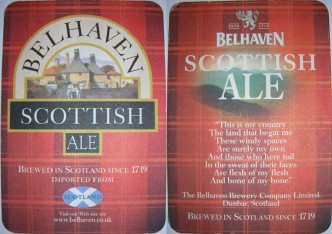 BELHAVEN
SCOTTISH
ALE
BREWED IN SCOTLAND SINCE 1719
IMPORTED FROM
SCOTLAND
Visit our Web site on:
www.belhaven.co.uk
BELHAVEN
SCOTTISH
ALE
"This is my country
The land that begat me
These windy spaces
Are surely my own
And those who here toil
In the sweat of their faces
Are flesh of my flesh
And bone of my bone"
The Belhaven Brewery Company Limited
Dunbar, Scotland
BREWED IN SCOTLAND SINCE 1719